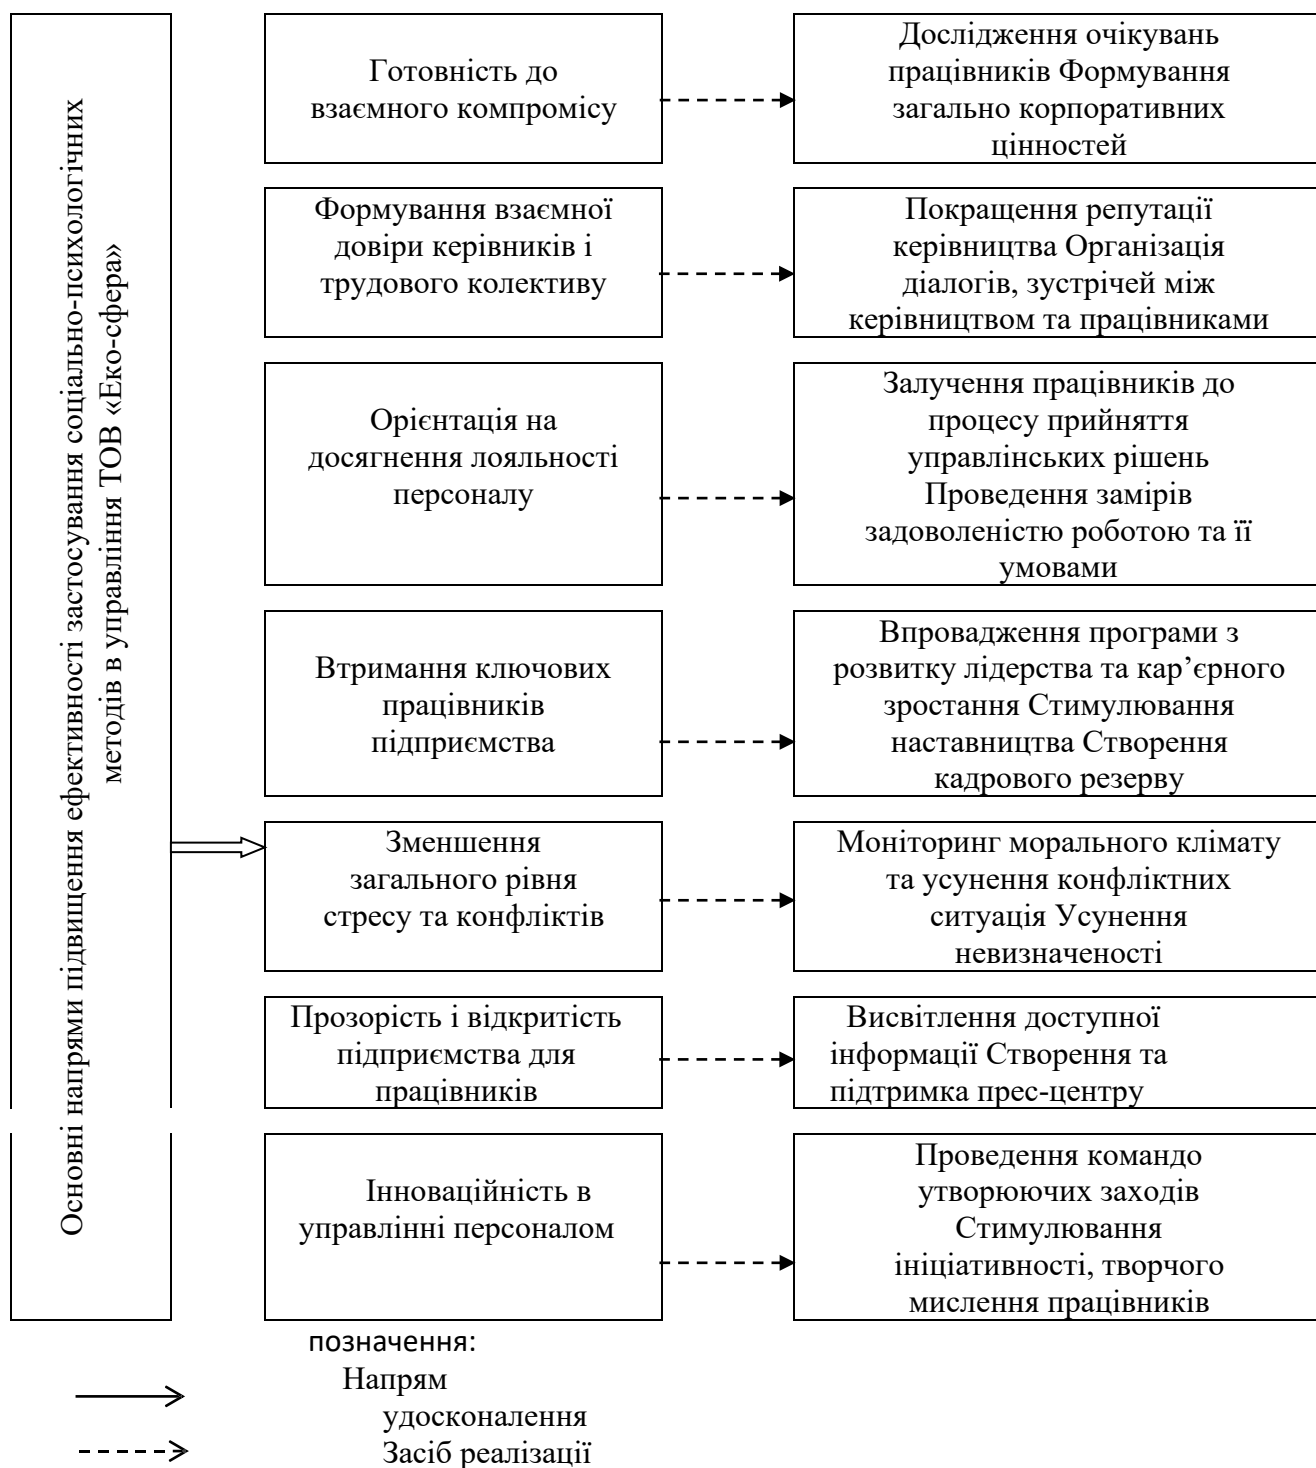 Основні напрями підвищення ефективності застосування соціально-психологічних
методів в управління ТОВ «Еко-сфера»
Готовність до
взаємного компромісу
Дослідження очікувань
працівників Формування
загально корпоративних
цінностей
Формування взаємної
довіри керівників і
трудового колективу
Покращення репутації
керівництва Організація
діалогів, зустрічей між
керівництвом та працівниками
Орієнтація на
досягнення лояльності
персоналу
Залучення працівників до
процесу прийняття
управлінських рішень
Проведення замірів
задоволеністю роботою та її
умовами
Втримання ключових
працівників
підприємства
Впровадження програми з
розвитку лідерства та кар’єрного
зростання Стимулювання
наставництва Створення
кадрового резерву
Зменшення
загального рівня
стресу та конфліктів
Моніторинг морального клімату
та усунення конфліктних
ситуація Усунення
невизначеності
Прозорість і відкритість
підприємства для
працівників
Висвітлення доступної
інформації Створення та
підтримка прес-центру
Інноваційність в
управлінні персоналом
Проведення командо
утворюючих заходів
Стимулювання
ініціативності, творчого
мислення працівників
позначення:
Напрям
удосконалення
Засіб реалізації